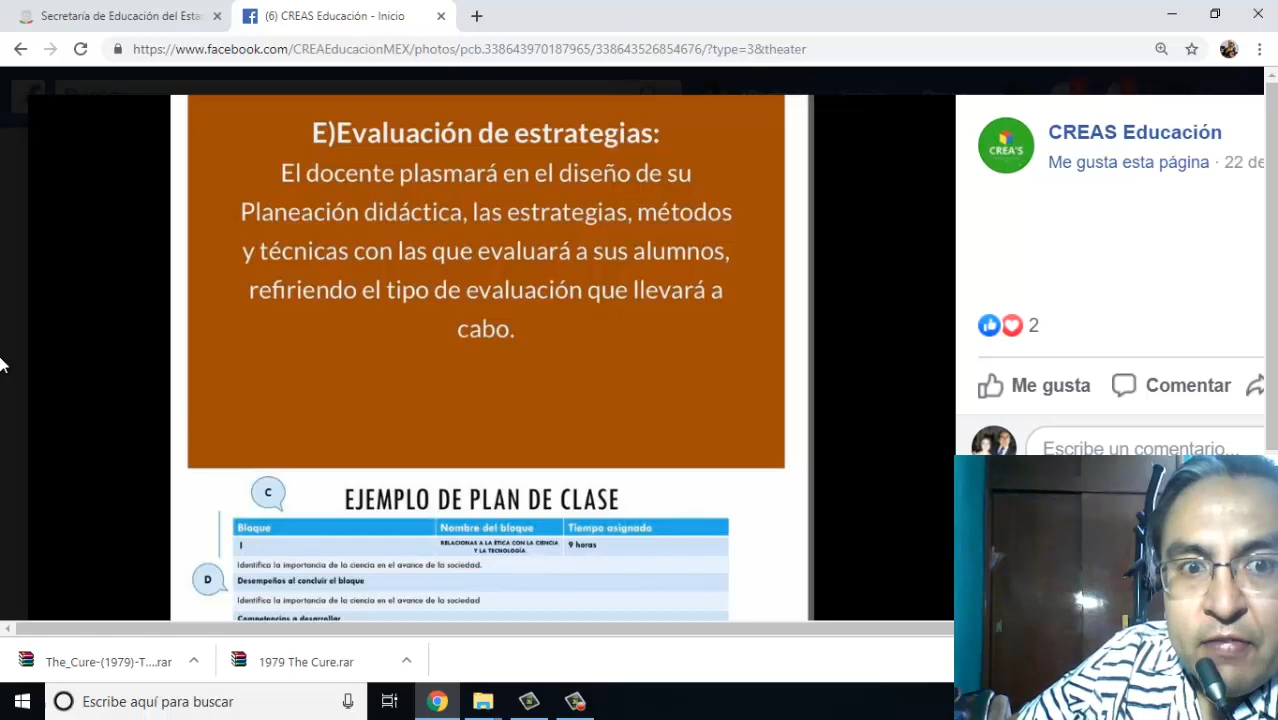 Secretaría de Educación del Esta
(6) CREAS Educación - Inicio
https://www.facebook.com/CREAEducacionMEX/photos/pcb.338643970187965/338643526854676/?type=3&theater
E)Evaluación de estrategias:
El docente plasmará en el diseño de su
Planeación didáctica, las estrategias, métodos
y técnicas con las que evaluará a sus alumnos,
refiriendo el tipo de evaluación que llevará a
cabo.
CREA'S
CREAS Educación
Me gusta esta página · 22 de
2
Me gusta
Comentar
Escribe un comentario...
C
EJEMPLO DE PLAN DE CLASE
Bloque
Nombre del bloque
Tiempo asignado
I
RELACIONAS A LA ÉTICA CON LA CIENCIA
Y LA TECNOLOGÍA.
9 horas
Identifica la importancia de la ciencia en el avance de la sociedad.
D
Desempeños al concluir el bloque
Identifica la importancia de la ciencia en el avance de la sociedad
Competencias a desarrollar
The_Cure-(1979)-T....rar
1979 The Cure.rar
Escribe aquí para buscar